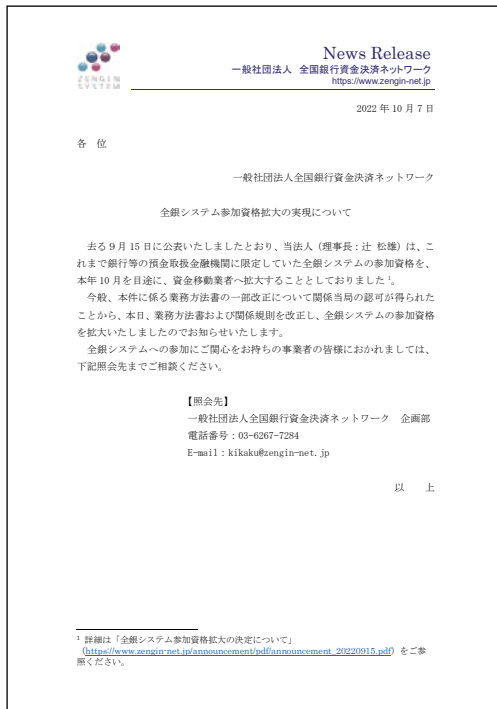 ZENGIN
SYSTEM
News Release
一般社団法人 全国銀行資金決済ネットワーク
https://www.zengin-net.jp
2022 年 10 月 7 日
各 位
一般社団法人全国銀行資金決済ネットワーク
全銀システム参加資格拡大の実現について
去る９月 15 日に公表いたしましたとおり、当法人（理事長：辻 松雄）は、こ
れまで銀行等の預金取扱金融機関に限定していた全銀システムの参加資格を、
本年 10 月を目途に、資金移動業者へ拡大することとしておりました 1。
今般、本件に係る業務方法書の一部改正について関係当局の認可が得られた
ことから、本日、業務方法書および関係規則を改正し、全銀システムの参加資格
を拡大いたしましたのでお知らせいたします。
全銀システムへの参加にご関心をお持ちの事業者の皆様におかれましては、
下記照会先までご相談ください。
【照会先】
一般社団法人全国銀行資金決済ネットワーク 企画部
電話番号：03-6267-7284
E-mail：kikaku@zengin-net.jp
以 上
1 詳細は「全銀システム参加資格拡大の決定について」
（https://www.zengin-net.jp/announcement/pdf/announcement_20220915.pdf）をご参
照ください。